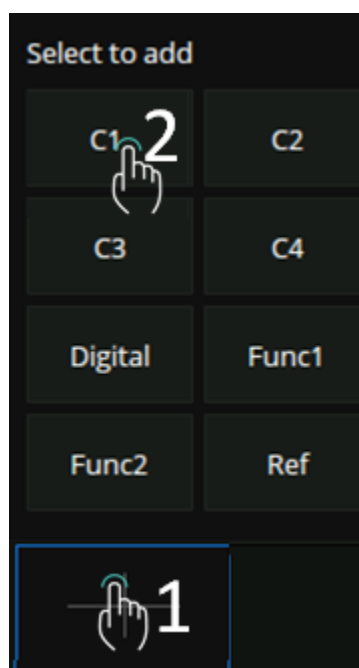 Select to add
C1 2 C2
C3 C4
Digital Func1
Func2 Ref
1